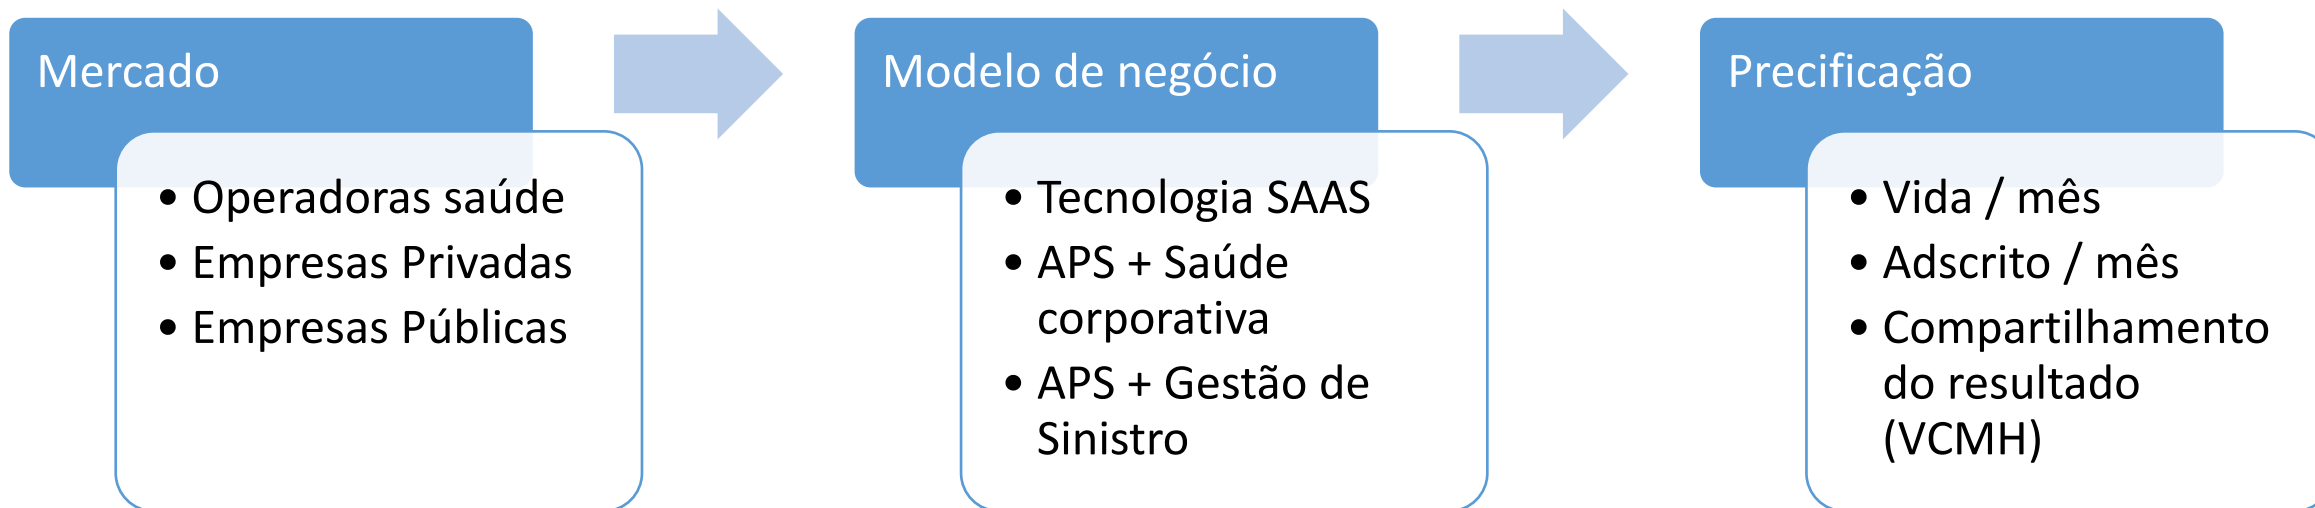 Mercado
• Operadoras saúde
• Empresas Privadas
• Empresas Públicas
Modelo de negócio
• Tecnologia SAAS
• APS + Saúde
corporativa
• APS + Gestão de
Sinistro
Precificação
• Vida / mês
• Adscrito / mês
• Compartilhamento
do resultado
(VCMH)